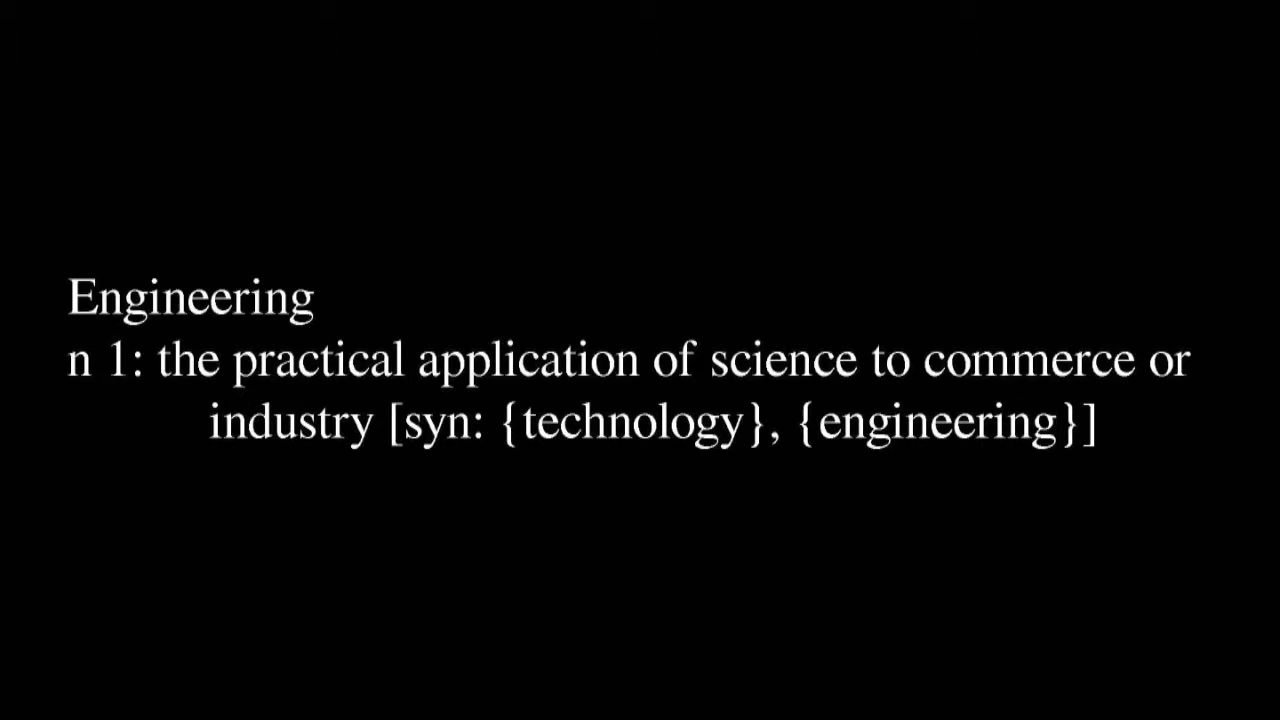 Engineering
n 1: the practical application of science to commerce or
industry [syn: {technology}, {engineering}]